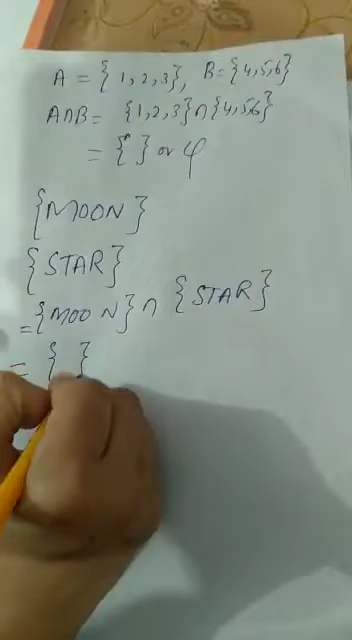 A = { 1, 2, 3 }, B = {4,5,6}
A∩B = {1,2,3} ∩ {4,5,6}
= { } or φ
{MOON}
{STAR}
= {MOON} ∩ {STAR}
= { }